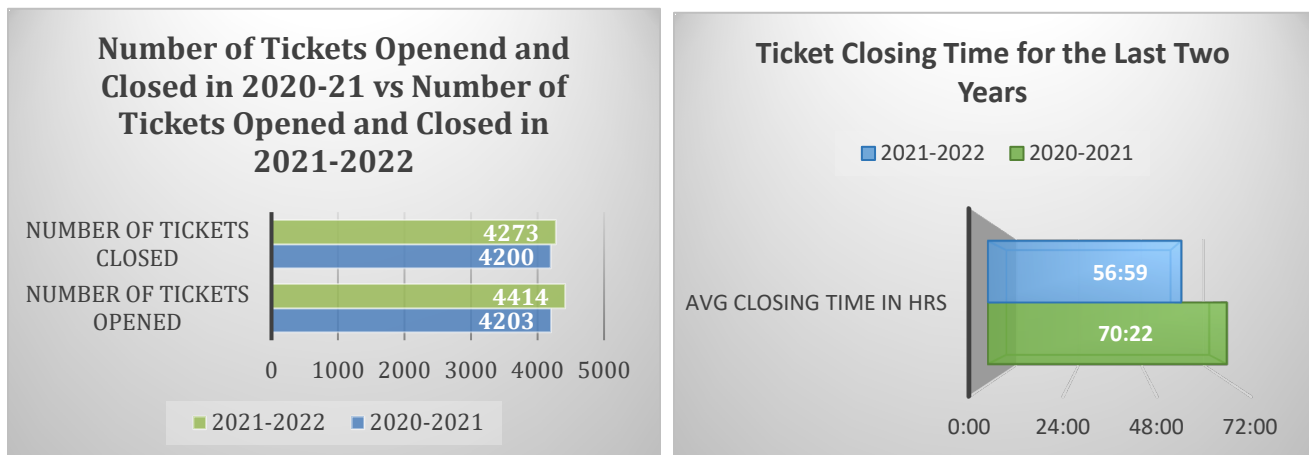 Number of Tickets Openend and
Closed in 2020-21 vs Number of
Tickets Opened and Closed in
2021-2022
NUMBER OF TICKETS
CLOSED
4273
4200
NUMBER OF TICKETS
OPENED
4414
4203
0 1000 2000 3000 4000 5000
2021-2022 2020-2021
Ticket Closing Time for the Last Two
Years
2021-2022 2020-2021
56:59
AVG CLOSING TIME IN HRS
70:22
0:00 24:00 48:00 72:00